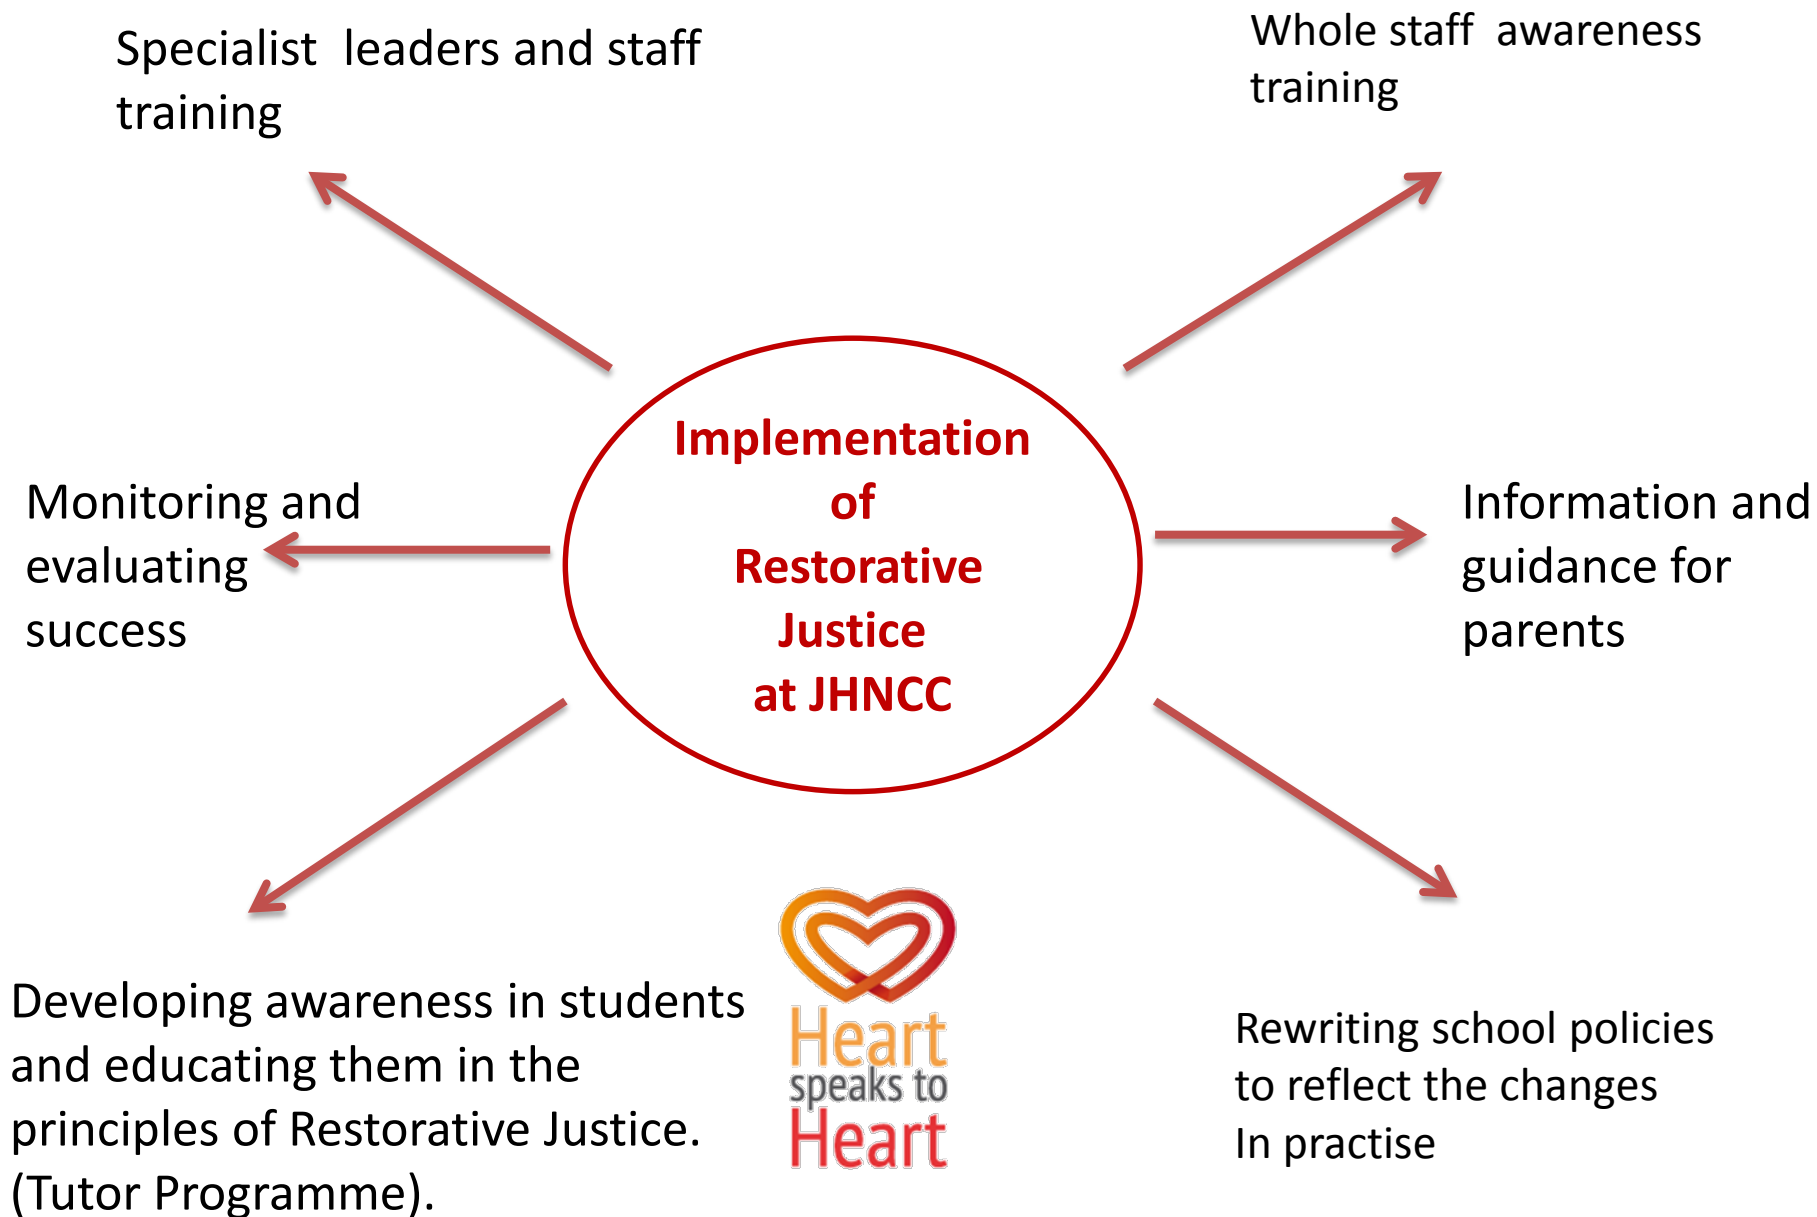 Specialist  leaders and staff
training
Whole staff  awareness
training
Implementation
of
Restorative
Justice
at JHNCC
Monitoring and
evaluating
success
Information and
guidance for
parents
Developing awareness in students
and educating them in the
principles of Restorative Justice.
(Tutor Programme).
Heart
speaks to
Heart
Rewriting school policies
to reflect the changes
In practise